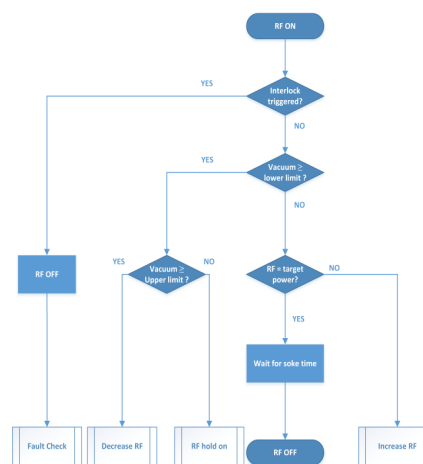 RF ON
YES
Interlock
triggered?
NO
YES
Vacuum ≥
lower limit ?
NO
RF OFF
YES
Vacuum ≥
Upper limit ?
NO
RF = target
power?
NO
YES
Wait for soke time
Fault Check
Decrease RF
RF hold on
RF OFF
Increase RF